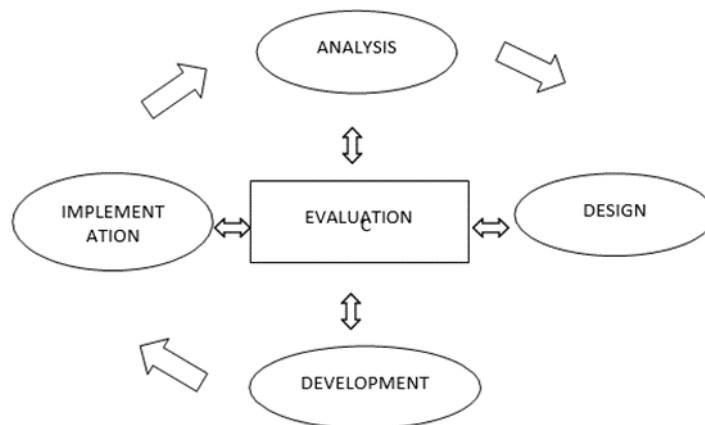 ANALYSIS
IMPLEMENT
ATION
EVALUATION
C
DESIGN
DEVELOPMENT